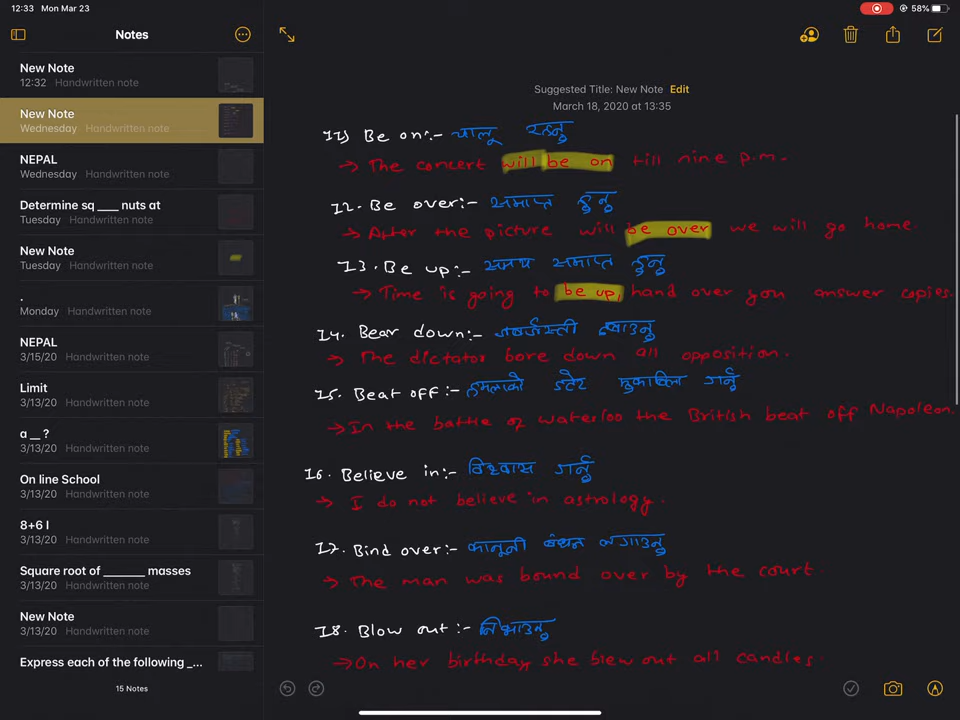 12:33 Mon Mar 23
58%
Notes
New Note
12:32 Handwritten note
New Note
Wednesday Handwritten note
NEPAL
Wednesday Handwritten note
Determine sq ____ nuts at
Tuesday Handwritten note
New Note
Tuesday Handwritten note
.
Monday Handwritten note
NEPAL
3/15/20 Handwritten note
Limit
3/13/20 Handwritten note
a __ ?
3/13/20 Handwritten note
On line School
3/13/20 Handwritten note
8+6 I
3/13/20 Handwritten note
Square root of _______ masses
3/13/20 Handwritten note
New Note
3/13/20 Handwritten note
Express each of the following _...
15 Notes
Suggested Title: New Note Edit
March 18, 2020 at 13:35
11) Be on:- चालू रहनु
→ The concert will be on till nine p.m.
12. Be over:- समाप्त हुनु
→ After the picture will be over we will go home.
13. Be up:- समय समाप्त हुनु
→ Time is going to be up, hand over you answer copies.
14. Bear down:- जबर्जस्ती दबाउनु
→ The dictator bore down all opposition.
15. Beat off:- हमलाको डटेर मुकाबिला गर्नु
→ In the battle of waterloo the British beat off Napoleon.
16. Believe in:- विश्वास गर्नु
→ I do not believe in astrology.
17. Bind over:- कानूनी बंधन लगाउनु
→ The man was bound over by the court.
18. Blow out:- निभाउनु
→ On her birthday she blew out all candles.